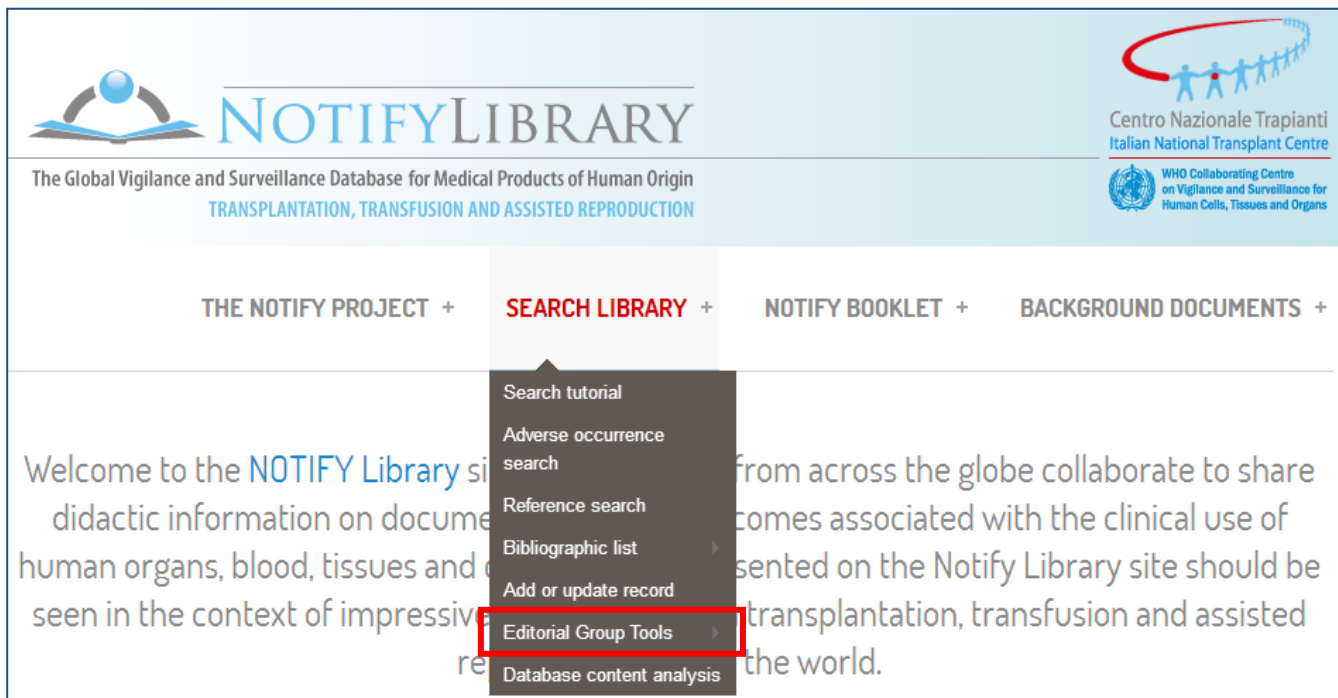 NOTIFYLIBRARY
The Global Vigilance and Surveillance Database for Medical Products of Human Origin
TRANSPLANTATION, TRANSFUSION AND ASSISTED REPRODUCTION
Centro Nazionale Trapianti
Italian National Transplant Centre
WHO Collaborating Centre
on Vigilance and Surveillance for
Human Cells, Tissues and Organs
THE NOTIFY PROJECT + SEARCH LIBRARY + NOTIFY BOOKLET + BACKGROUND DOCUMENTS +
Search tutorial
Adverse occurrence
search
Reference search
Bibliographic list
Add or update record
Editorial Group Tools
Database content analysis
Welcome to the NOTIFY Library si from across the globe collaborate to share
didactic information on docume comes associated with the clinical use of
human organs, blood, tissues and sented on the Notify Library site should be
seen in the context of impressive transplantation, transfusion and assisted
re the world.